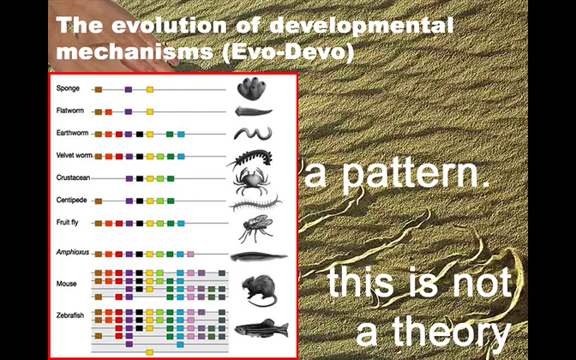 The evolution of developmental
mechanisms (Evo-Devo)
Sponge
Flatworm
Earthworm
Velvet worm
Crustacean
Centipede
Fruit fly
Amphioxus
Mouse
Zebrafish
a pattern.
this is not
a theory